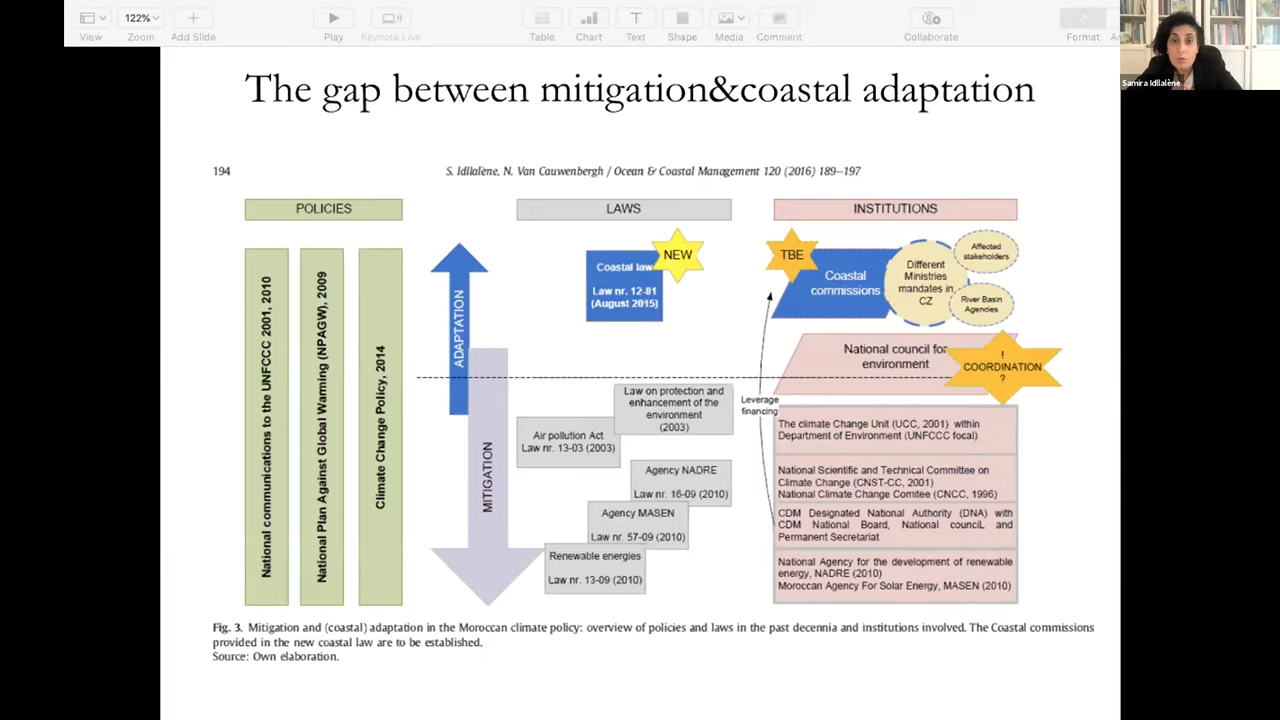 122%
View
Zoom
Add Slide
Play
Keynote Live
Table
Chart
Text
Shape
Media
Comment
Collaborate
Format
Samira Idllalène
The gap between mitigation&coastal adaptation
194
S. Idllalène, N. Van Cauwenbergh / Ocean & Coastal Management 120 (2016) 189–197
POLICIES
LAWS
INSTITUTIONS
National communications to the UNFCCC 2001, 2010
National Plan Against Global Warming (NPAGW), 2009
Climate Change Policy, 2014
ADAPTATION
MITIGATION
Coastal law
Law nr. 12-81
(August 2015)
NEW
Law on protection and
enhancement of the
environment
(2003)
Air pollution Act
Law nr. 13-03 (2003)
Agency NADRE
Law nr. 16-09 (2010)
Agency MASEN
Law nr. 57-09 (2010)
Renewable energies
Law nr. 13-09 (2010)
TBE
Coastal
commissions
Different
Ministries
mandates in
CZ
Affected
stakeholders
River Basin
Agencies
National council for
environment
!
COORDINATION
?
Leverage
financing
The climate Change Unit (UCC, 2001) within
Department of Environment (UNFCCC focal)
National Scientific and Technical Committee on
Climate Change (CNST-CC, 2001)
National Climate Change Comitee (CNCC, 1996)
CDM Designated National Authority (DNA) with
CDM National Board, National counciL and
Permanent Secretariat
National Agency for the development of renewable
energy, NADRE (2010)
Moroccan Agency For Solar Energy, MASEN (2010)
Fig. 3. Mitigation and (coastal) adaptation in the Moroccan climate policy: overview of policies and laws in the past decennia and institutions involved. The Coastal commissions
provided in the new coastal law are to be established.
Source: Own elaboration.